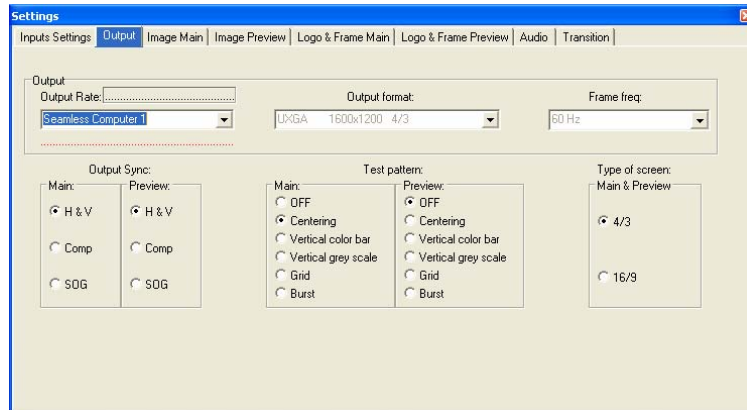 Settings
Inputs Settings Output Image Main Image Preview Logo & Frame Main Logo & Frame Preview Audio Transition
Output
Output Rate: Output format: Frame freq:
Seamless Computer 1 UXGA 1600x1200 4/3 60 Hz
Output Sync: Test pattern: Type of screen:
Main: Preview: Main: Preview: Main & Preview
OFF OFF
H & V H & V Centering Centering 4/3
Vertical color bar Vertical color bar
Comp Comp Vertical grey scale Vertical grey scale
Grid Grid 16/9
SOG SOG Burst Burst